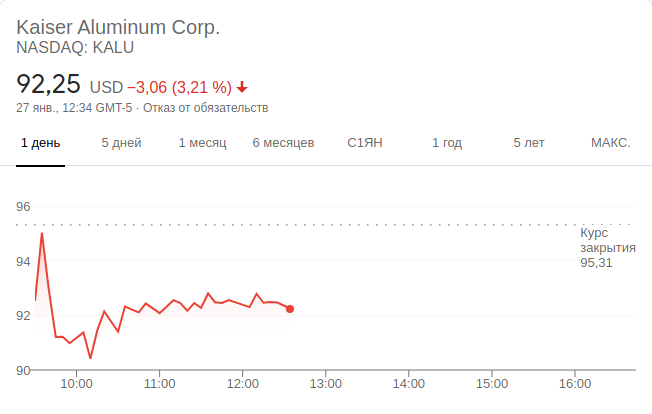 Kaiser Aluminum Corp.
NASDAQ: KALU
92,25 USD −3,06 (3,21 %)
27 янв., 12:34 GMT-5 · Отказ от обязательств
1 день 5 дней 1 месяц 6 месяцев С1ЯН 1 год 5 лет МАКС.
96
Курс
закрытия
95,31
94
92
90
10:00 11:00 12:00 13:00 14:00 15:00 16:00